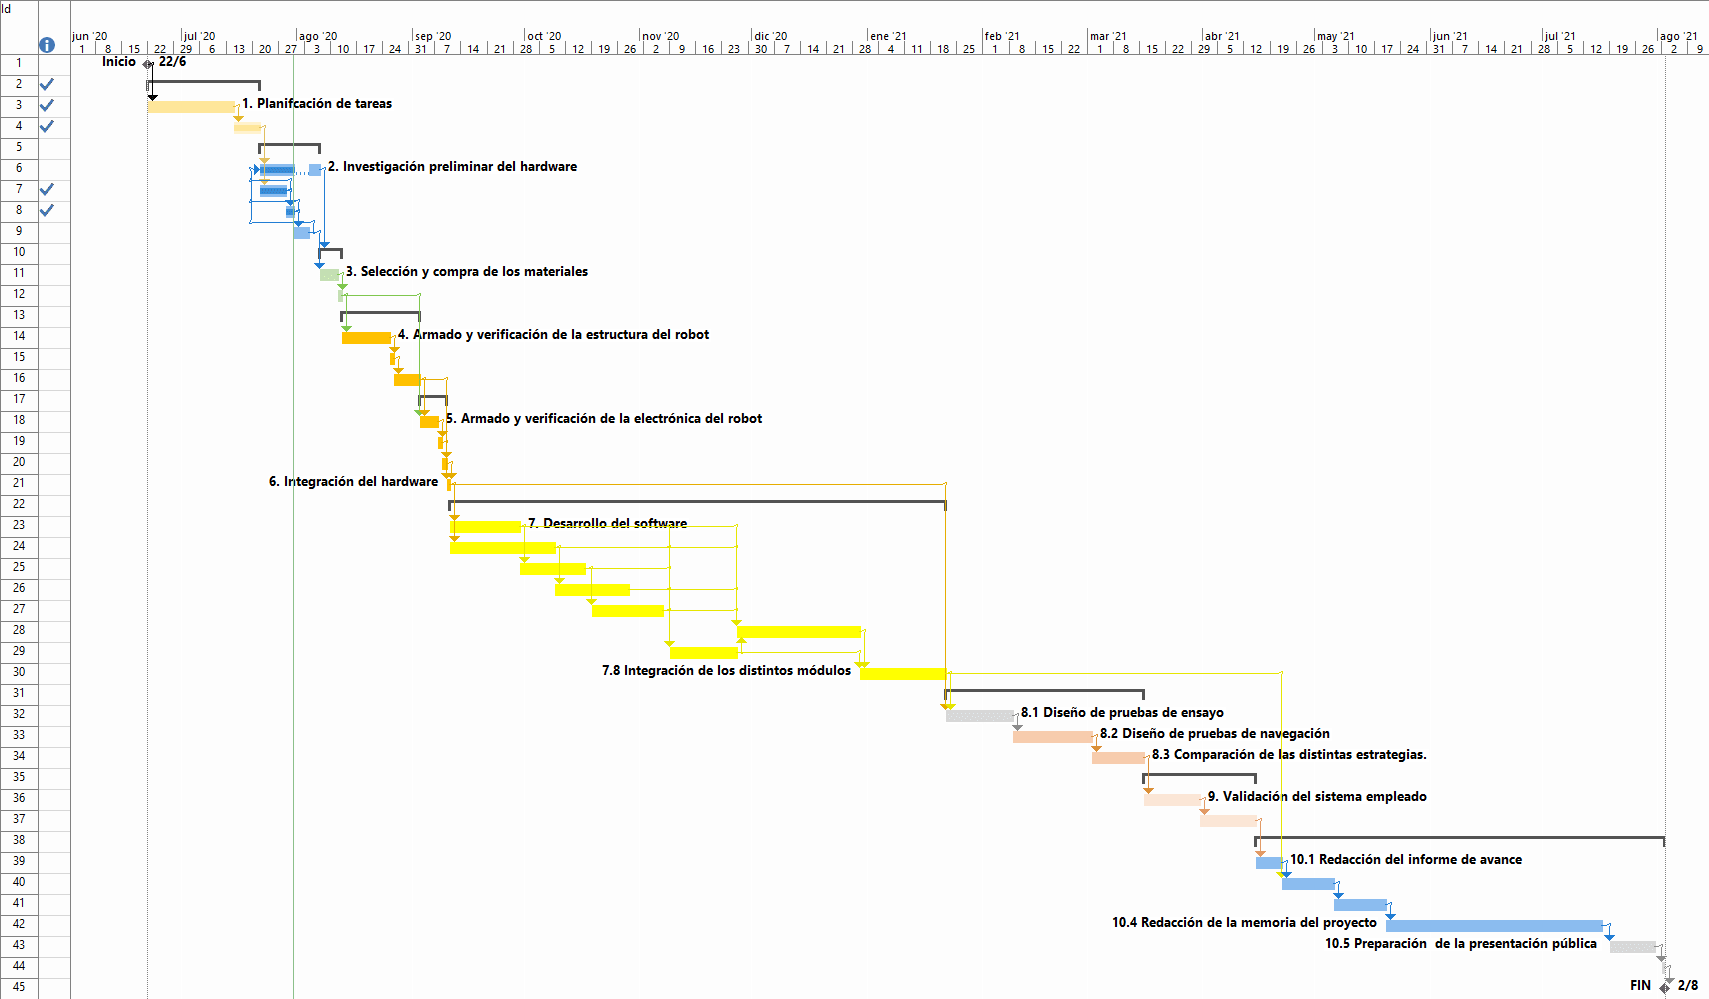 Id
jun '20 jul '20 ago '20 sep '20 oct '20 nov '20 dic '20 ene '21 feb '21 mar '21 abr '21 may '21 jun '21 jul '21 ago '21
1 8 15 22 29 6 13 20 27 3 10 17 24 31 7 14 21 28 5 12 19 26 2 9 16 23 30 7 14 21 28 4 11 18 25 1 8 15 22 1 8 15 22 29 5 12 19 26 3 10 17 24 31 7 14 21 28 5 12 19 26 2 9
1 Inicio 22/6
2
3 1. Planifcación de tareas
4
5
6 2. Investigación preliminar del hardware
7
8
9
10
11 3. Selección y compra de los materiales
12
13
14 4. Armado y verificación de la estructura del robot
15
16
17
18 5. Armado y verificación de la electrónica del robot
19
20
21 6. Integración del hardware
22
23 7. Desarrollo del software
24
25
26
27
28
29
30 7.8 Integración de los distintos módulos
31
32 8.1 Diseño de pruebas de ensayo
33 8.2 Diseño de pruebas de navegación
34 8.3 Comparación de las distintas estrategias.
35
36 9. Validación del sistema empleado
37
38
39 10.1 Redacción del informe de avance
40
41
42 10.4 Redacción de la memoria del proyecto
43 10.5 Preparación de la presentación pública
44
45 FIN 2/8